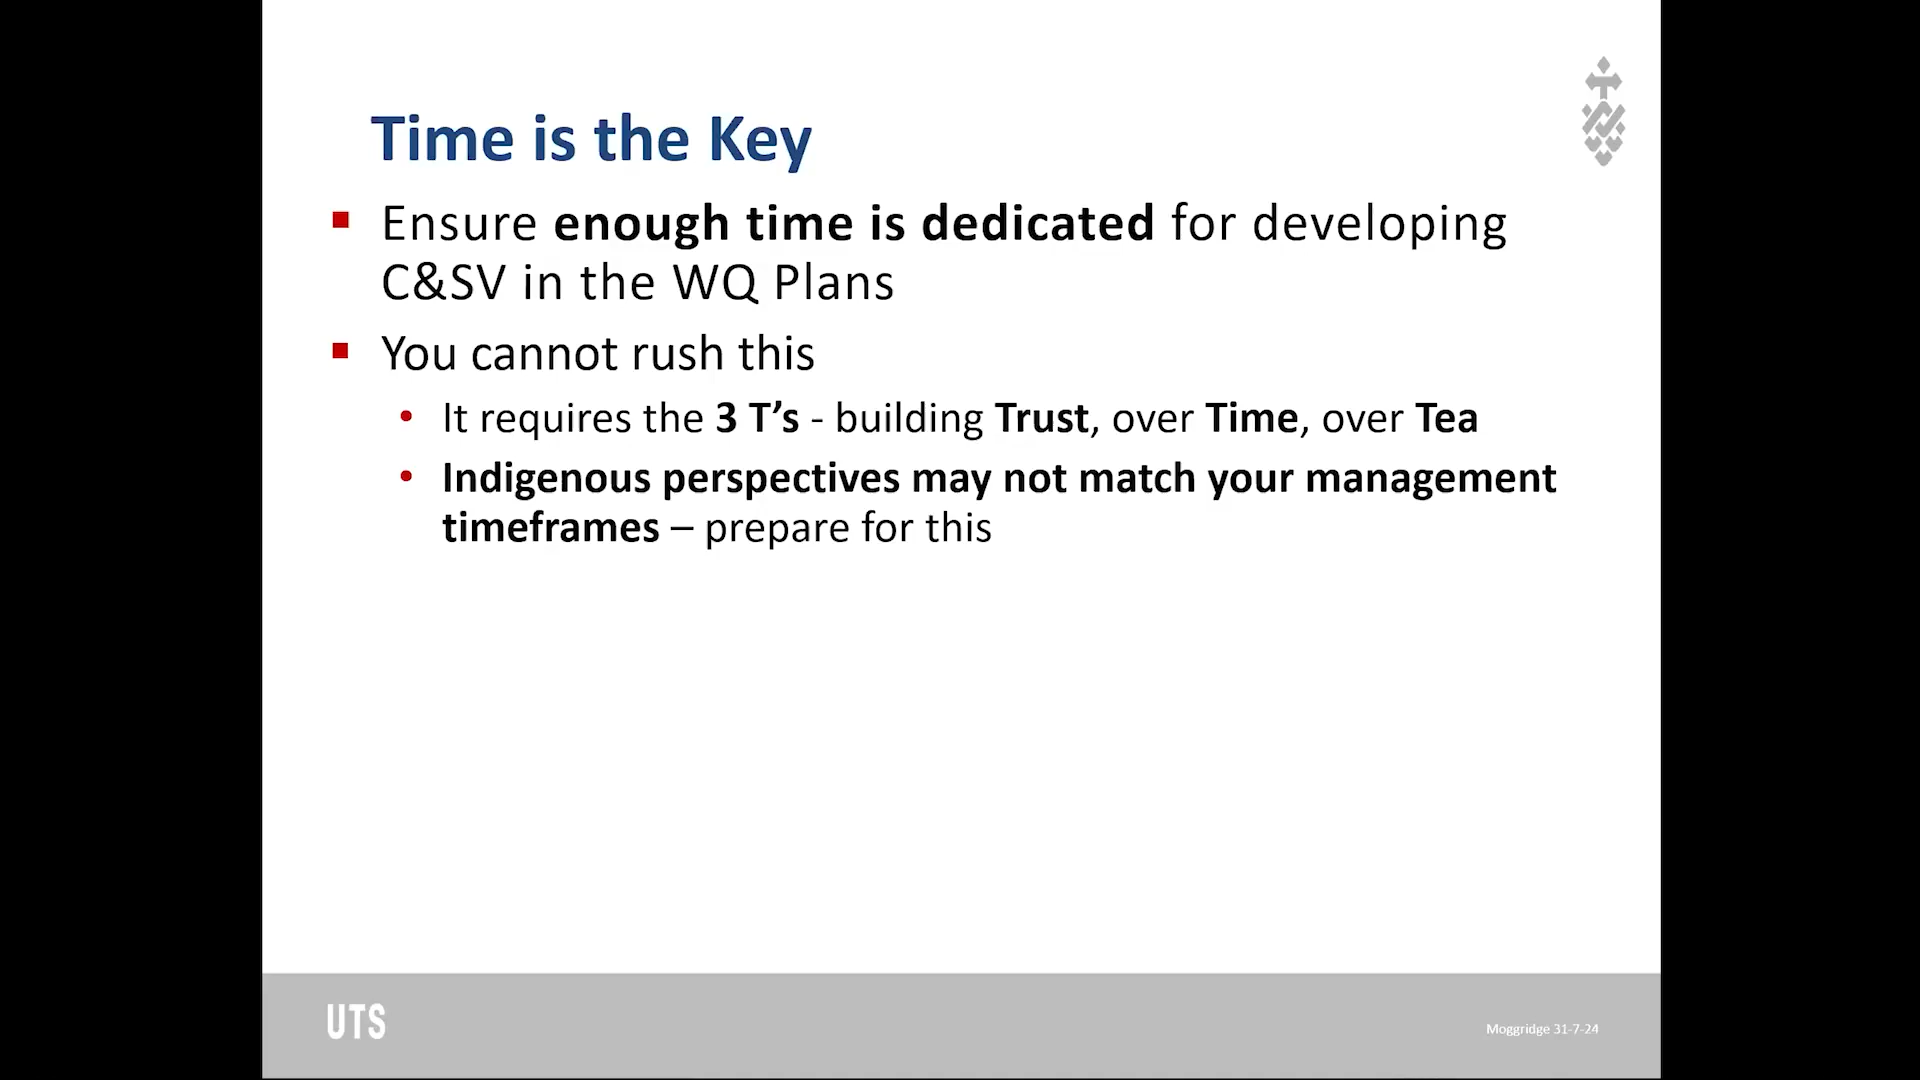 Time is the Key
Ensure enough time is dedicated for developing
C&SV in the WQ Plans
You cannot rush this
It requires the 3 T’s - building Trust, over Time, over Tea
Indigenous perspectives may not match your management
timeframes – prepare for this
UTS
Moggridge 31-7-24